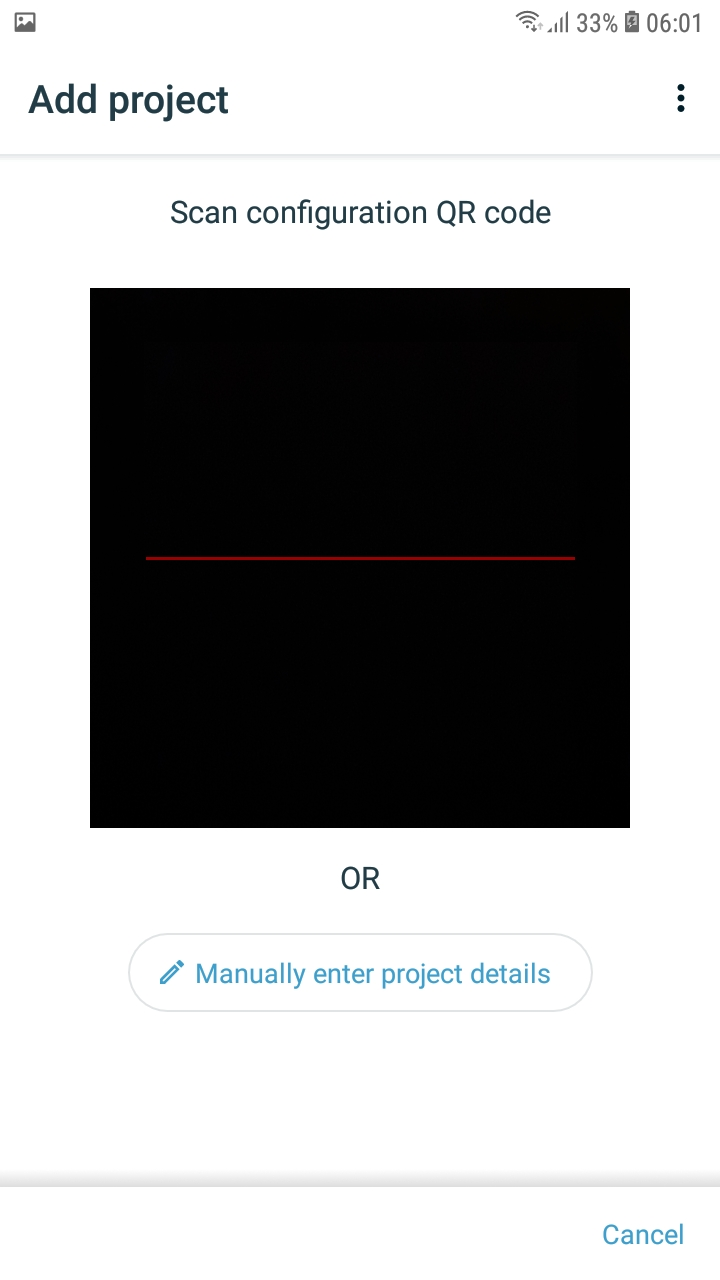 33% 06:01
Add project
Scan configuration QR code
OR
Manually enter project details
Cancel